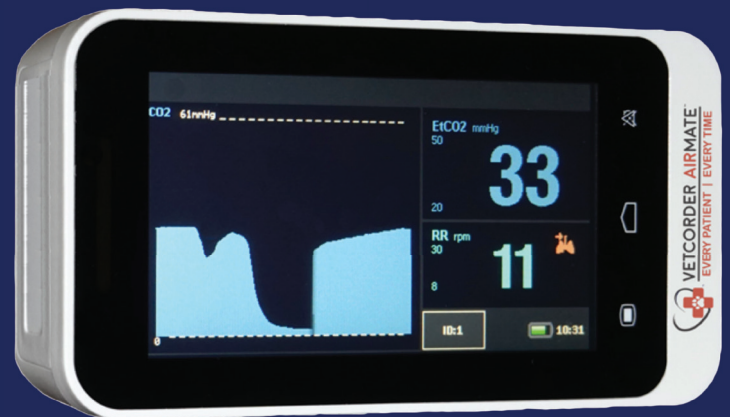 CO2 61mmHg
0
EtCO2 mmHg
50
33
20
RR rpm
30
11
8
ID:1
10:31
VETCORDER AIRMATE™
EVERY PATIENT | EVERY TIME